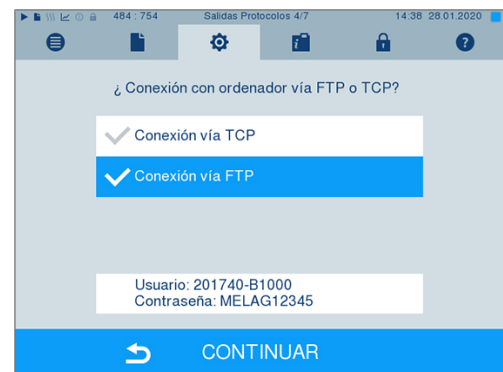 484 : 754 Salidas Protocolos 4/7 14:38 28.01.2020
¿ Conexión con ordenador vía FTP o TCP?
Conexión vía TCP
Conexión vía FTP
Usuario: 201740-B1000
Contraseña: MELAG12345
CONTINUAR